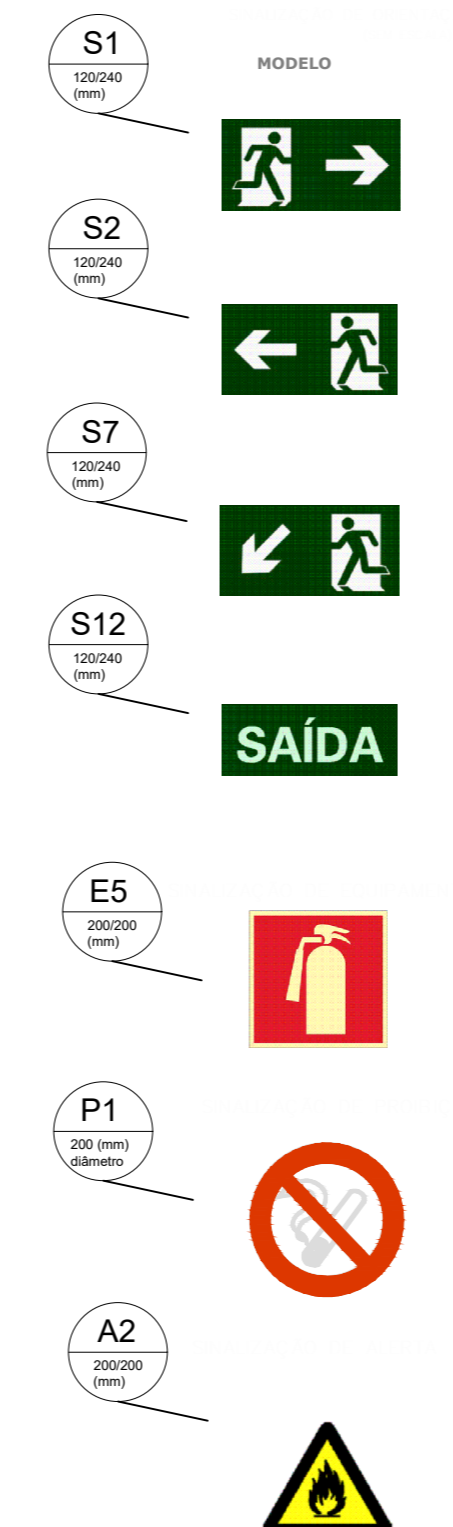 S1
120/240
(mm)
MODELO
S2
120/240
(mm)
S7
120/240
(mm)
S12
120/240
(mm)
SAÍDA
E5
200/200
(mm)
P1
200 (mm)
diâmetro
A2
200/200
(mm)